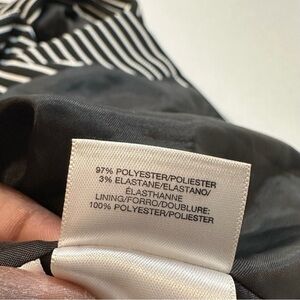 97% POLYESTER/POLIESTER
3% ELASTANE/ELASTANO/
ÉLASTHANNE
LINING/FORRO/DOUBLURE:
100% POLYESTER/POLIESTER